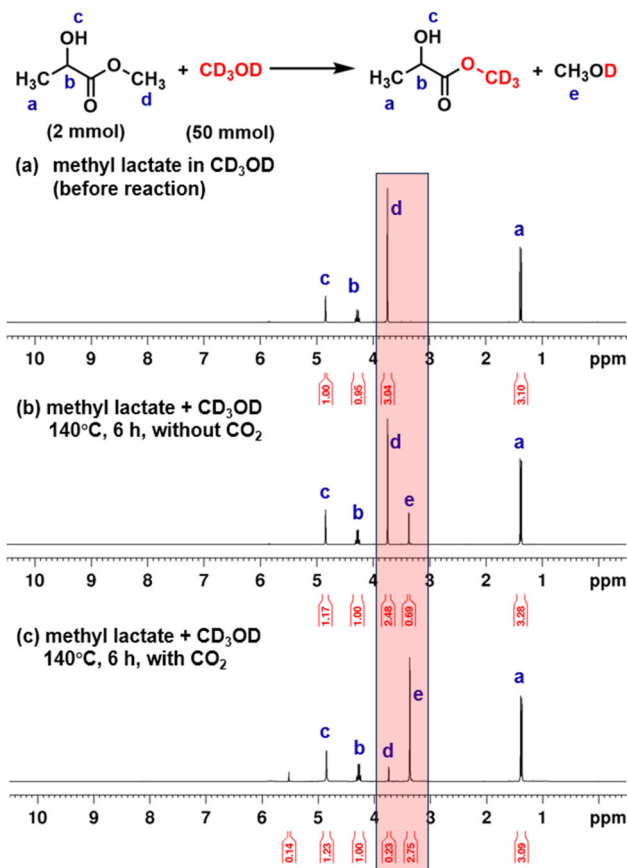 c
OH
H₃C
O
CH₃
b
O
a
d
+
CD₃OD
c
OH
H₃C
O
CD₃
b
O
a
+
CH₃OD
e
(2 mmol)
(50 mmol)
(a) methyl lactate in CD₃OD
(before reaction)
d
a
c
b
10 9 8 7 6 5 4 3 2 1 ppm
1.00 0.95 3.04 3.10
(b) methyl lactate + CD₃OD
140°C, 6 h, without CO₂
d
a
c
b
e
10 9 8 7 6 5 4 3 2 1 ppm
1.17 1.00 2.48 0.69 3.28
(c) methyl lactate + CD₃OD
140°C, 6 h, with CO₂
e
a
c
b
d
10 9 8 7 6 5 4 3 2 1 ppm
0.14 1.23 1.00 0.23 2.75 3.09